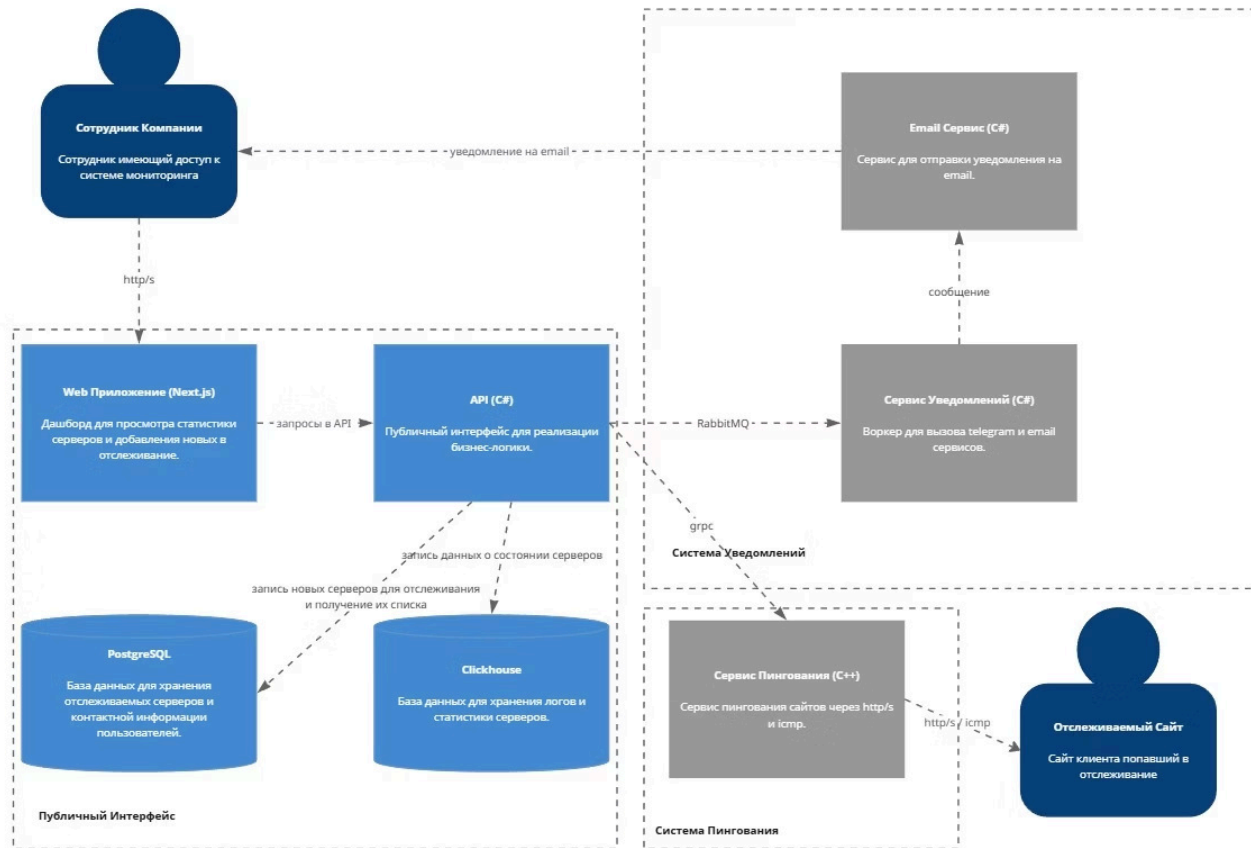 Сотрудник Компании
Сотрудник имеющий доступ к
системе мониторинга
уведомление на email
Email Сервис (C#)
Сервис для отправки уведомления на
email.
http/s
сообщение
Web Приложение (Next.js)
Дашборд для просмотра статистики
серверов и добавления новых в
отслеживание.
запросы в API
API (C#)
Публичный интерфейс для реализации
бизнес-логики.
RabbitMQ
Сервис Уведомлений (C#)
Воркер для вызова telegram и email
сервисов.
grpc
Система Уведомлений
запись данных о состоянии серверов
запись новых серверов для отслеживания
и получение их списка
PostgreSQL
База данных для хранения
отслеживаемых серверов и
контактной информации
пользователей.
Clickhouse
База данных для хранения логов и
статистики серверов.
Сервис Пингования (C++)
Сервис пингования сайтов через http/s
и icmp.
http/s / icmp
Отслеживаемый Сайт
Сайт клиента попавший в
отслеживание
Публичный Интерфейс
Система Пингования